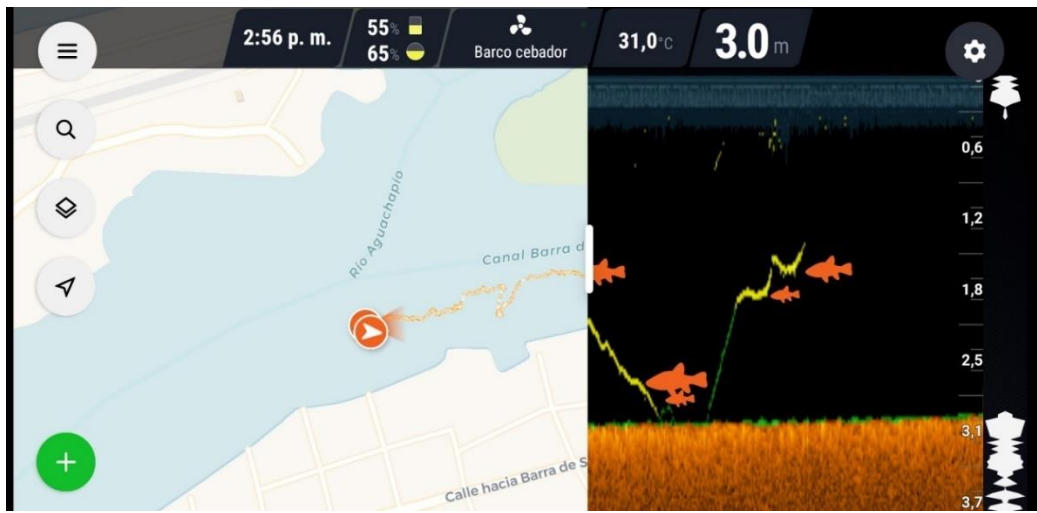 2:56 p. m.
55%
65%
Barco cebador
31,0°C
3.0 m
0,6
Río Aguachapío
1,2
Canal Barra d
1,8
2,5
3,1
Calle hacia Barra de S
3,7